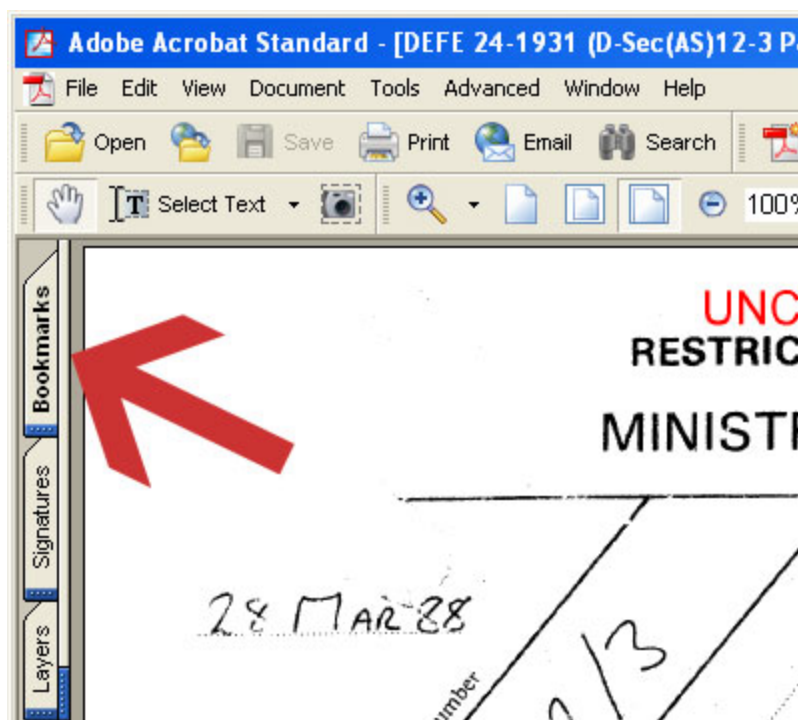 Adobe Acrobat Standard - [DEFE 24-1931 (D-Sec(AS)12-3 P
File Edit View Document Tools Advanced Window Help
Open Save Print Email Search
Select Text 100%
Bookmarks
Signatures
Layers
UNC
RESTRIC
MINIST
28 MAR 88
umber
/3